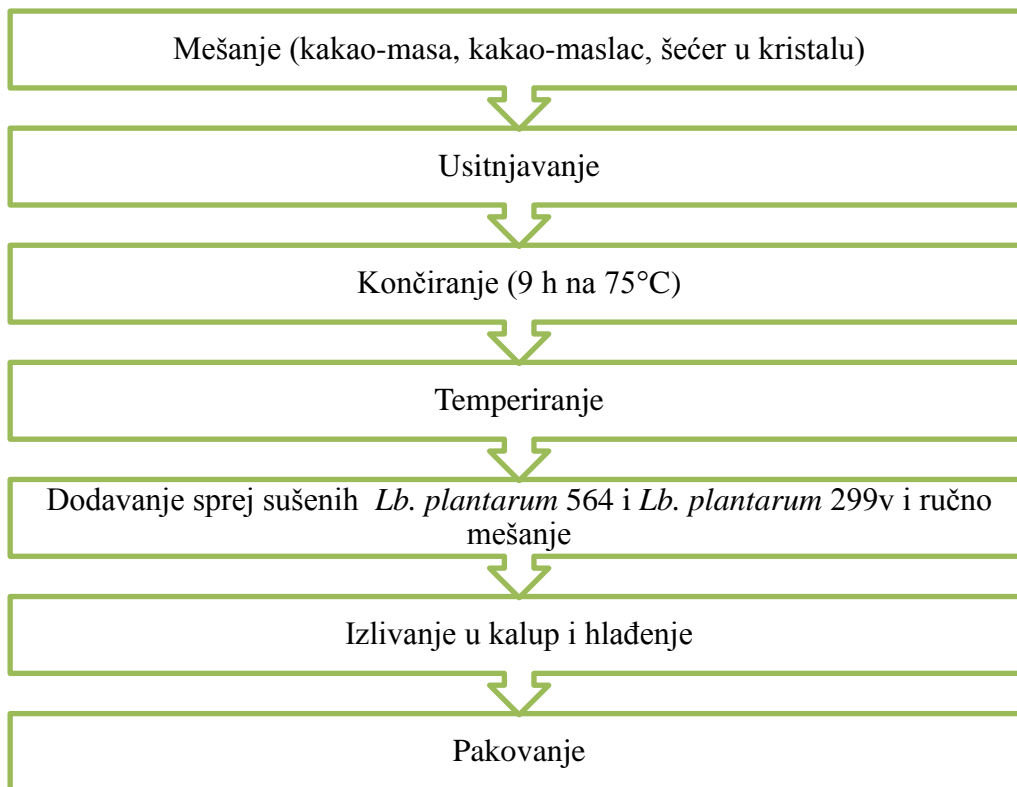 Mešanje (kakao-masa, kakao-maslac, šećer u kristalu)
Usitnjavanje
Končiranje (9 h na 75°C)
Temperiranje
Dodavanje sprej sušenih Lb. plantarum 564 i Lb. plantarum 299v i ručno
mešanje
Izlivanje u kalup i hlađenje
Pakovanje